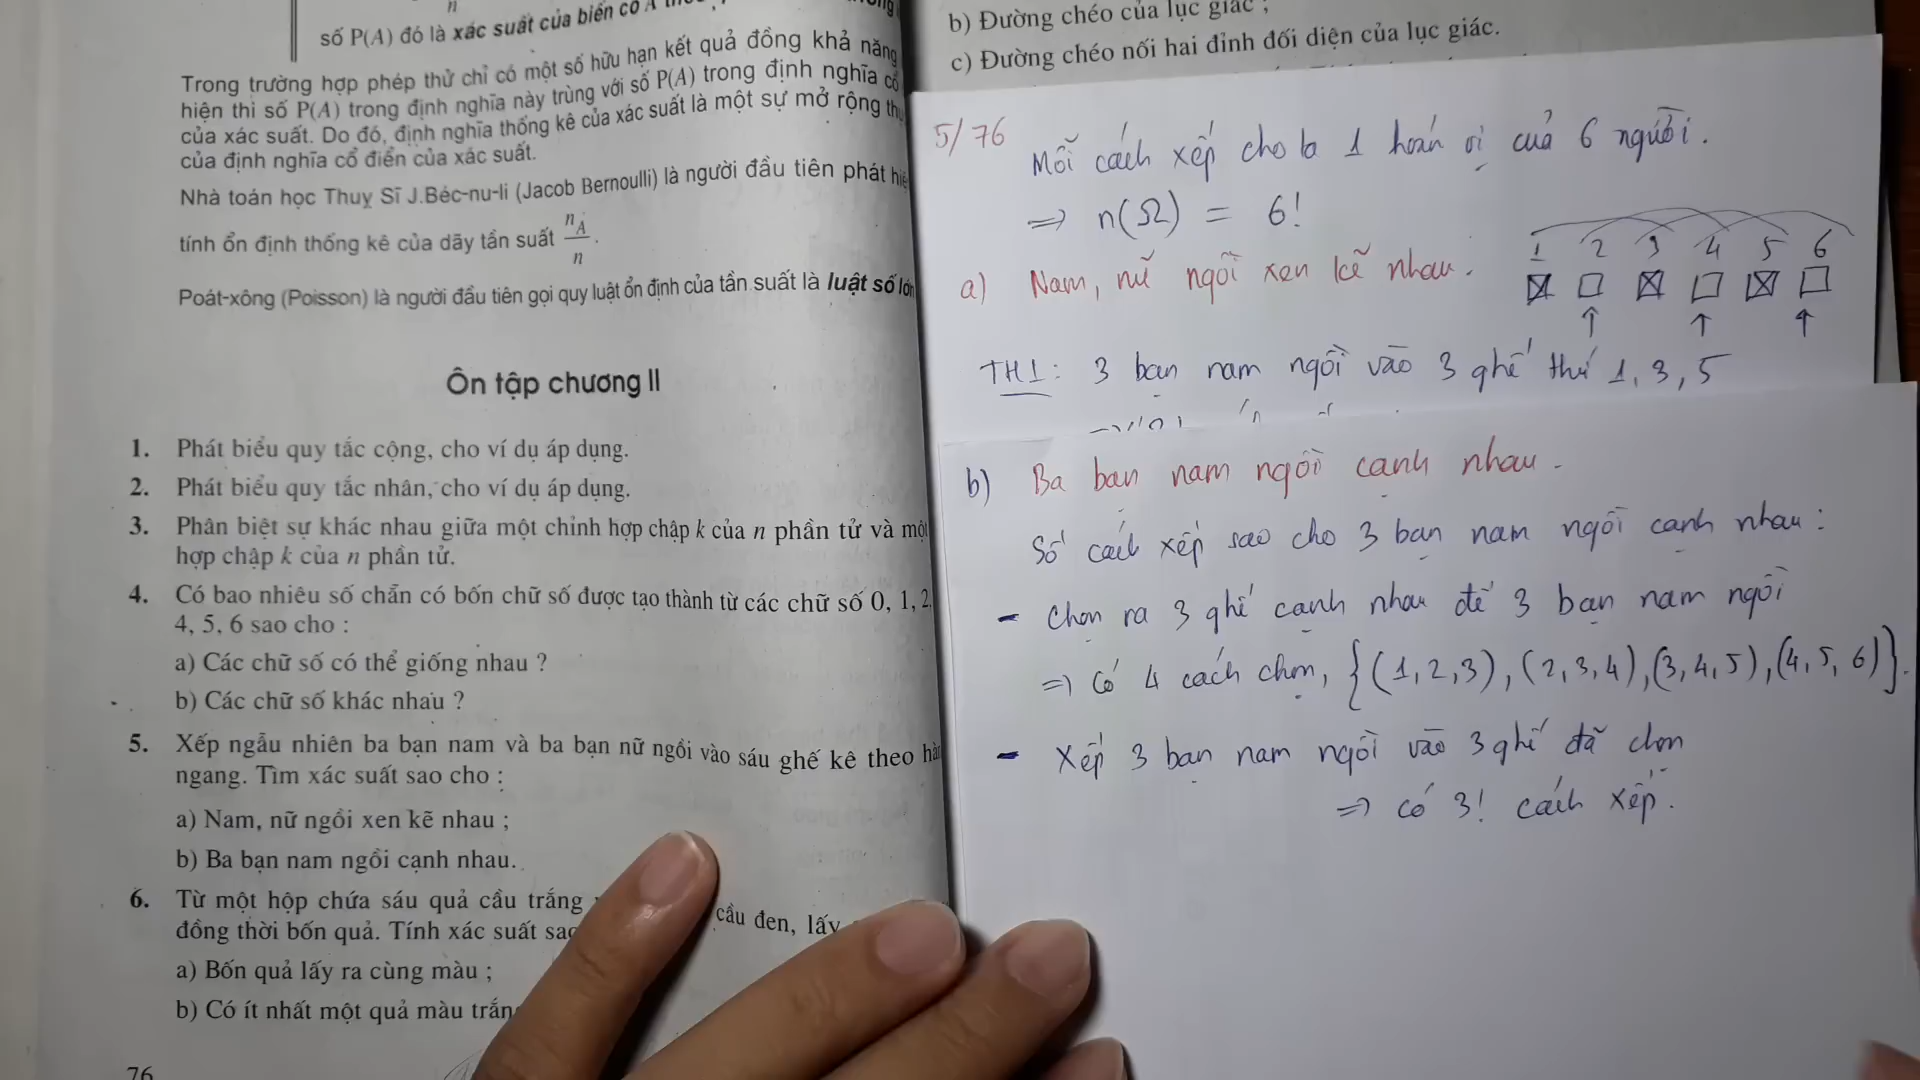 n
số P(A) đó là xác suất của biến cố A
Trong trường hợp phép thử chỉ có một số hữu hạn kết quả đồng khả năng
hiện thì số P(A) trong định nghĩa này trùng với số P(A) trong định nghĩa cổ
của xác suất. Do đó, định nghĩa thống kê của xác suất là một sự mở rộng
của định nghĩa cổ điển của xác suất.
Nhà toán học Thuỵ Sĩ J.Béc-nu-li (Jacob Bernoulli) là người đầu tiên phát
tính ổn định thống kê của dãy tần suất n_A/n.
Poát-xông (Poisson) là người đầu tiên gọi quy luật ổn định của tần suất là luật số lớn
Ôn tập chương II
1. Phát biểu quy tắc cộng, cho ví dụ áp dụng.
2. Phát biểu quy tắc nhân, cho ví dụ áp dụng.
3. Phân biệt sự khác nhau giữa một chỉnh hợp chập k của n phần tử và một
hợp chập k của n phần tử.
4. Có bao nhiêu số chẵn có bốn chữ số được tạo thành từ các chữ số 0, 1, 2,
4, 5, 6 sao cho :
a) Các chữ số có thể giống nhau ?
b) Các chữ số khác nhau ?
5. Xếp ngẫu nhiên ba bạn nam và ba bạn nữ ngồi vào sáu ghế kê theo
ngang. Tìm xác suất sao cho :
a) Nam, nữ ngồi xen kẽ nhau ;
b) Ba bạn nam ngồi cạnh nhau.
6. Từ một hộp chứa sáu quả cầu trắng cầu đen, lấy
đồng thời bốn quả. Tính xác suất
a) Bốn quả lấy ra cùng màu ;
b) Có ít nhất một quả màu
76
b) Đường chéo của lục giác ;
c) Đường chéo nối hai đỉnh đối diện của lục giác.
5/76
Mỗi cách xếp cho ta 1 hoán vị của 6 người.
=> n(Ω) = 6!
a) Nam, nữ ngồi xen kẽ nhau.
1 2 3 4 5 6
TH1: 3 bạn nam ngồi vào 3 ghế thứ 1, 3, 5
b) Ba bạn nam ngồi cạnh nhau.
Số cách xếp sao cho 3 bạn nam ngồi cạnh nhau:
- Chọn ra 3 ghế cạnh nhau để 3 bạn nam ngồi
=> Có 4 cách chọn, {(1,2,3), (2,3,4), (3,4,5), (4,5,6)}.
- Xếp 3 bạn nam ngồi vào 3 ghế đã chọn
=> có 3! cách xếp.